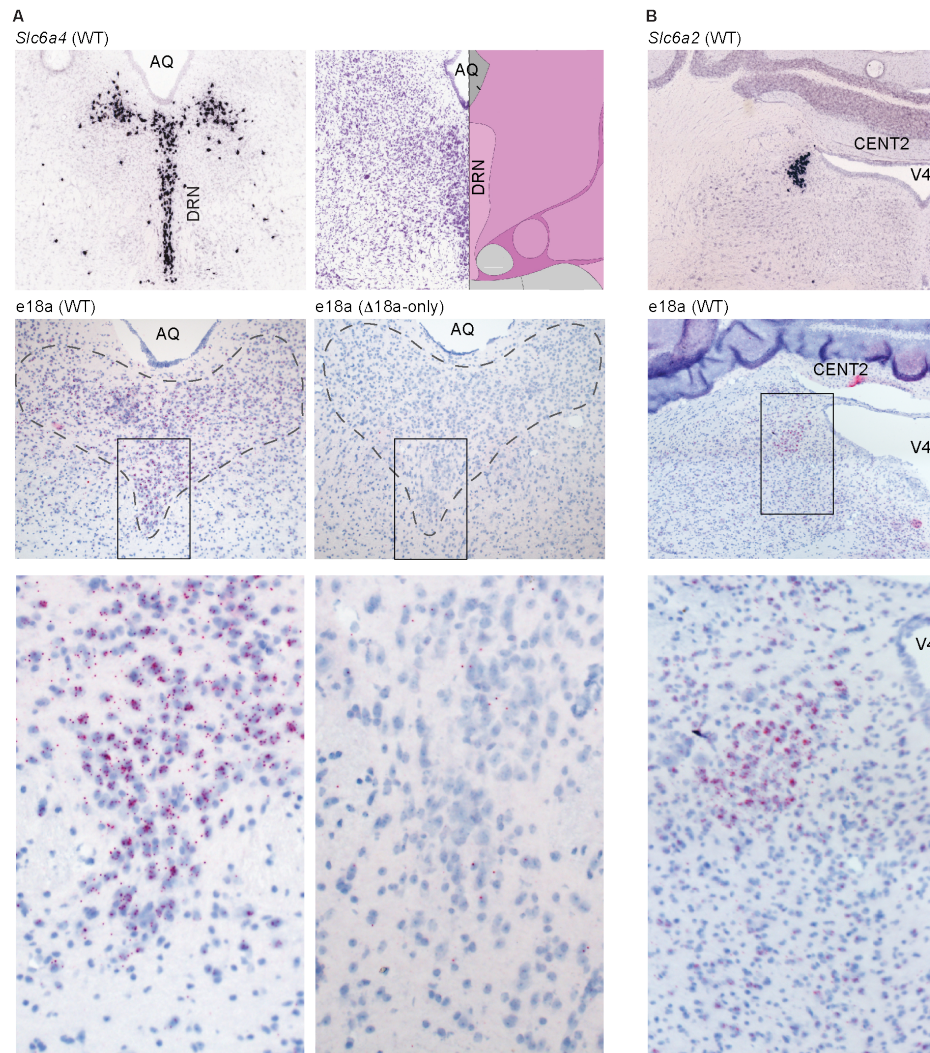 A
Slc6a4 (WT)
AQ
DRN
AQ
DRN
B
Slc6a2 (WT)
CENT2
V4
e18a (WT)
AQ
e18a (Δ18a-only)
AQ
e18a (WT)
CENT2
V4
V4